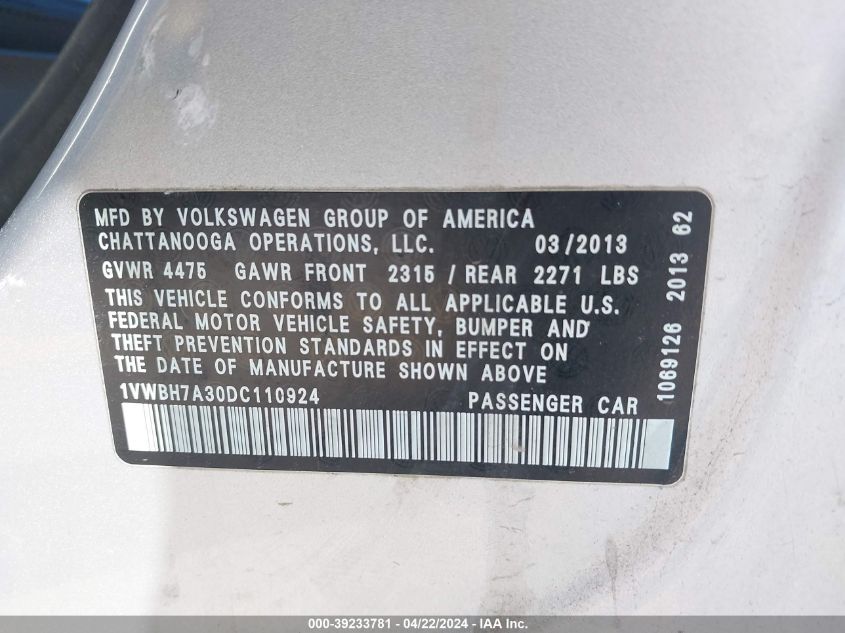 MFD BY VOLKSWAGEN GROUP OF AMERICA
CHATTANOOGA OPERATIONS, LLC. 03/2013
GVWR 4475 GAWR FRONT 2315 / REAR 2271 LBS
THIS VEHICLE CONFORMS TO ALL APPLICABLE U.S.
FEDERAL MOTOR VEHICLE SAFETY, BUMPER AND
THEFT PREVENTION STANDARDS IN EFFECT ON
THE DATE OF MANUFACTURE SHOWN ABOVE
1VWBH7A30DC110924 PASSENGER CAR
1069126 2013 62
000-39233781 - 04/22/2024 - IAA Inc.